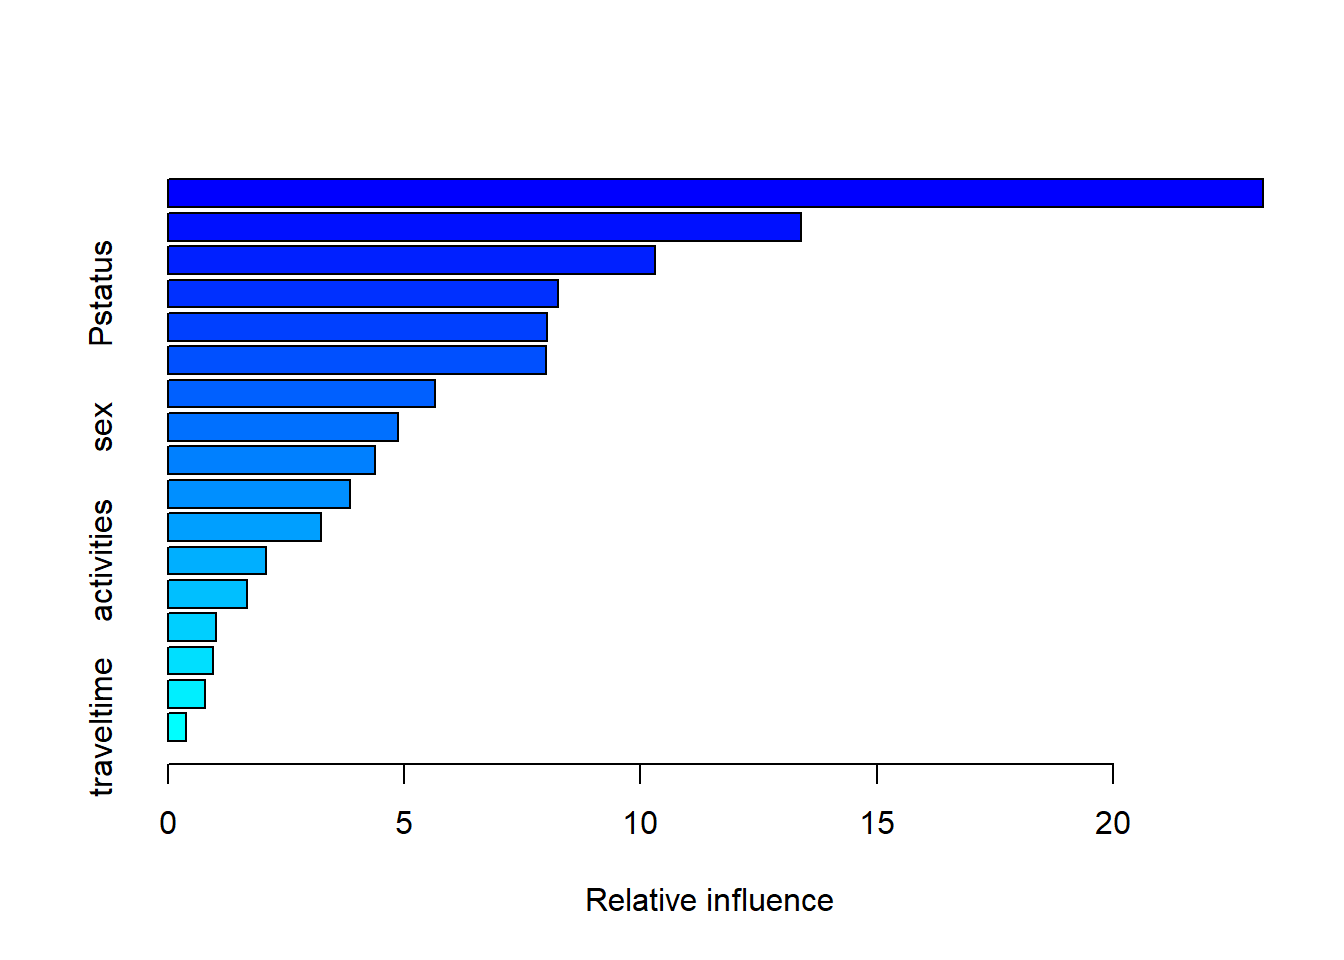 Pstatus
sex
activities
traveltime
0 5 10 15 20
Relative influence